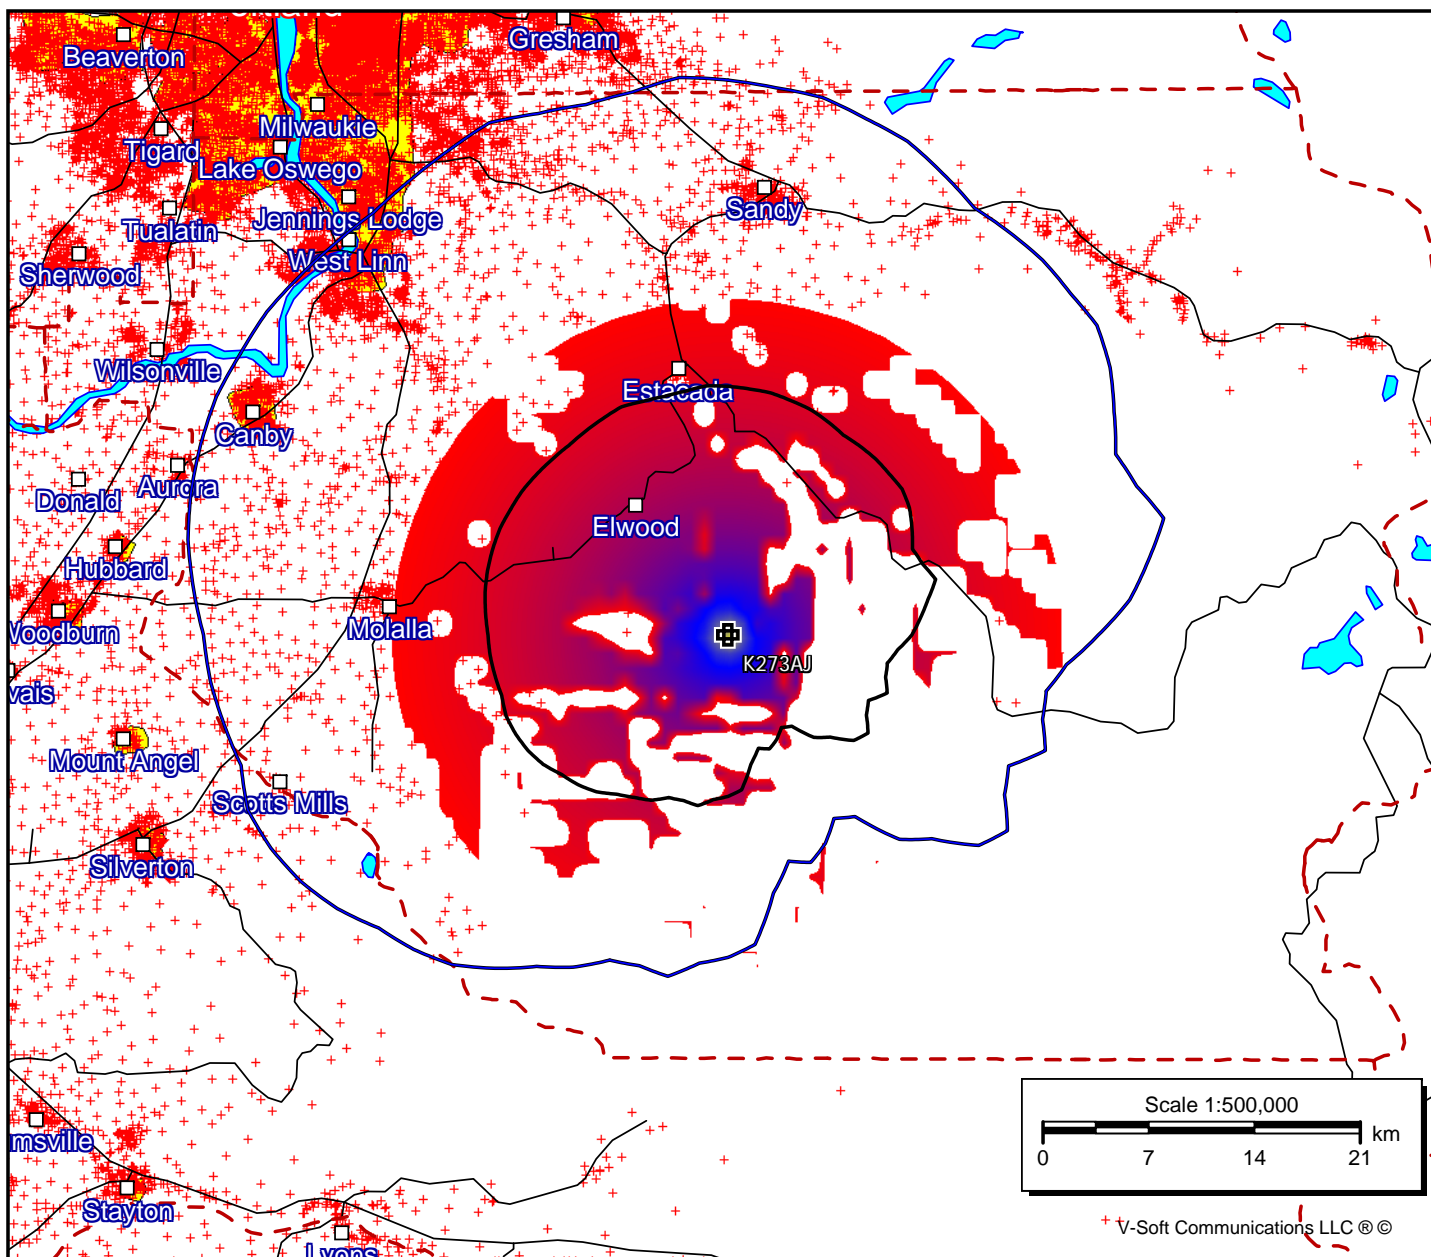 Gresham
Beaverton
Milwaukie
Tigard
Lake Oswego
Sandy
Jennings Lodge
Tualatin
West Linn
Sherwood
Wilsonville
Estacada
Canby
Aurora
Donald
Elwood
Hubbard
Woodburn
Molalla
K273AJ
vais
Mount Angel
Scotts Mills
Silverton
Scale 1:500,000
km
0 7 14 21
msville
Stayton
V-Soft Communications LLC ® ©
Lyons